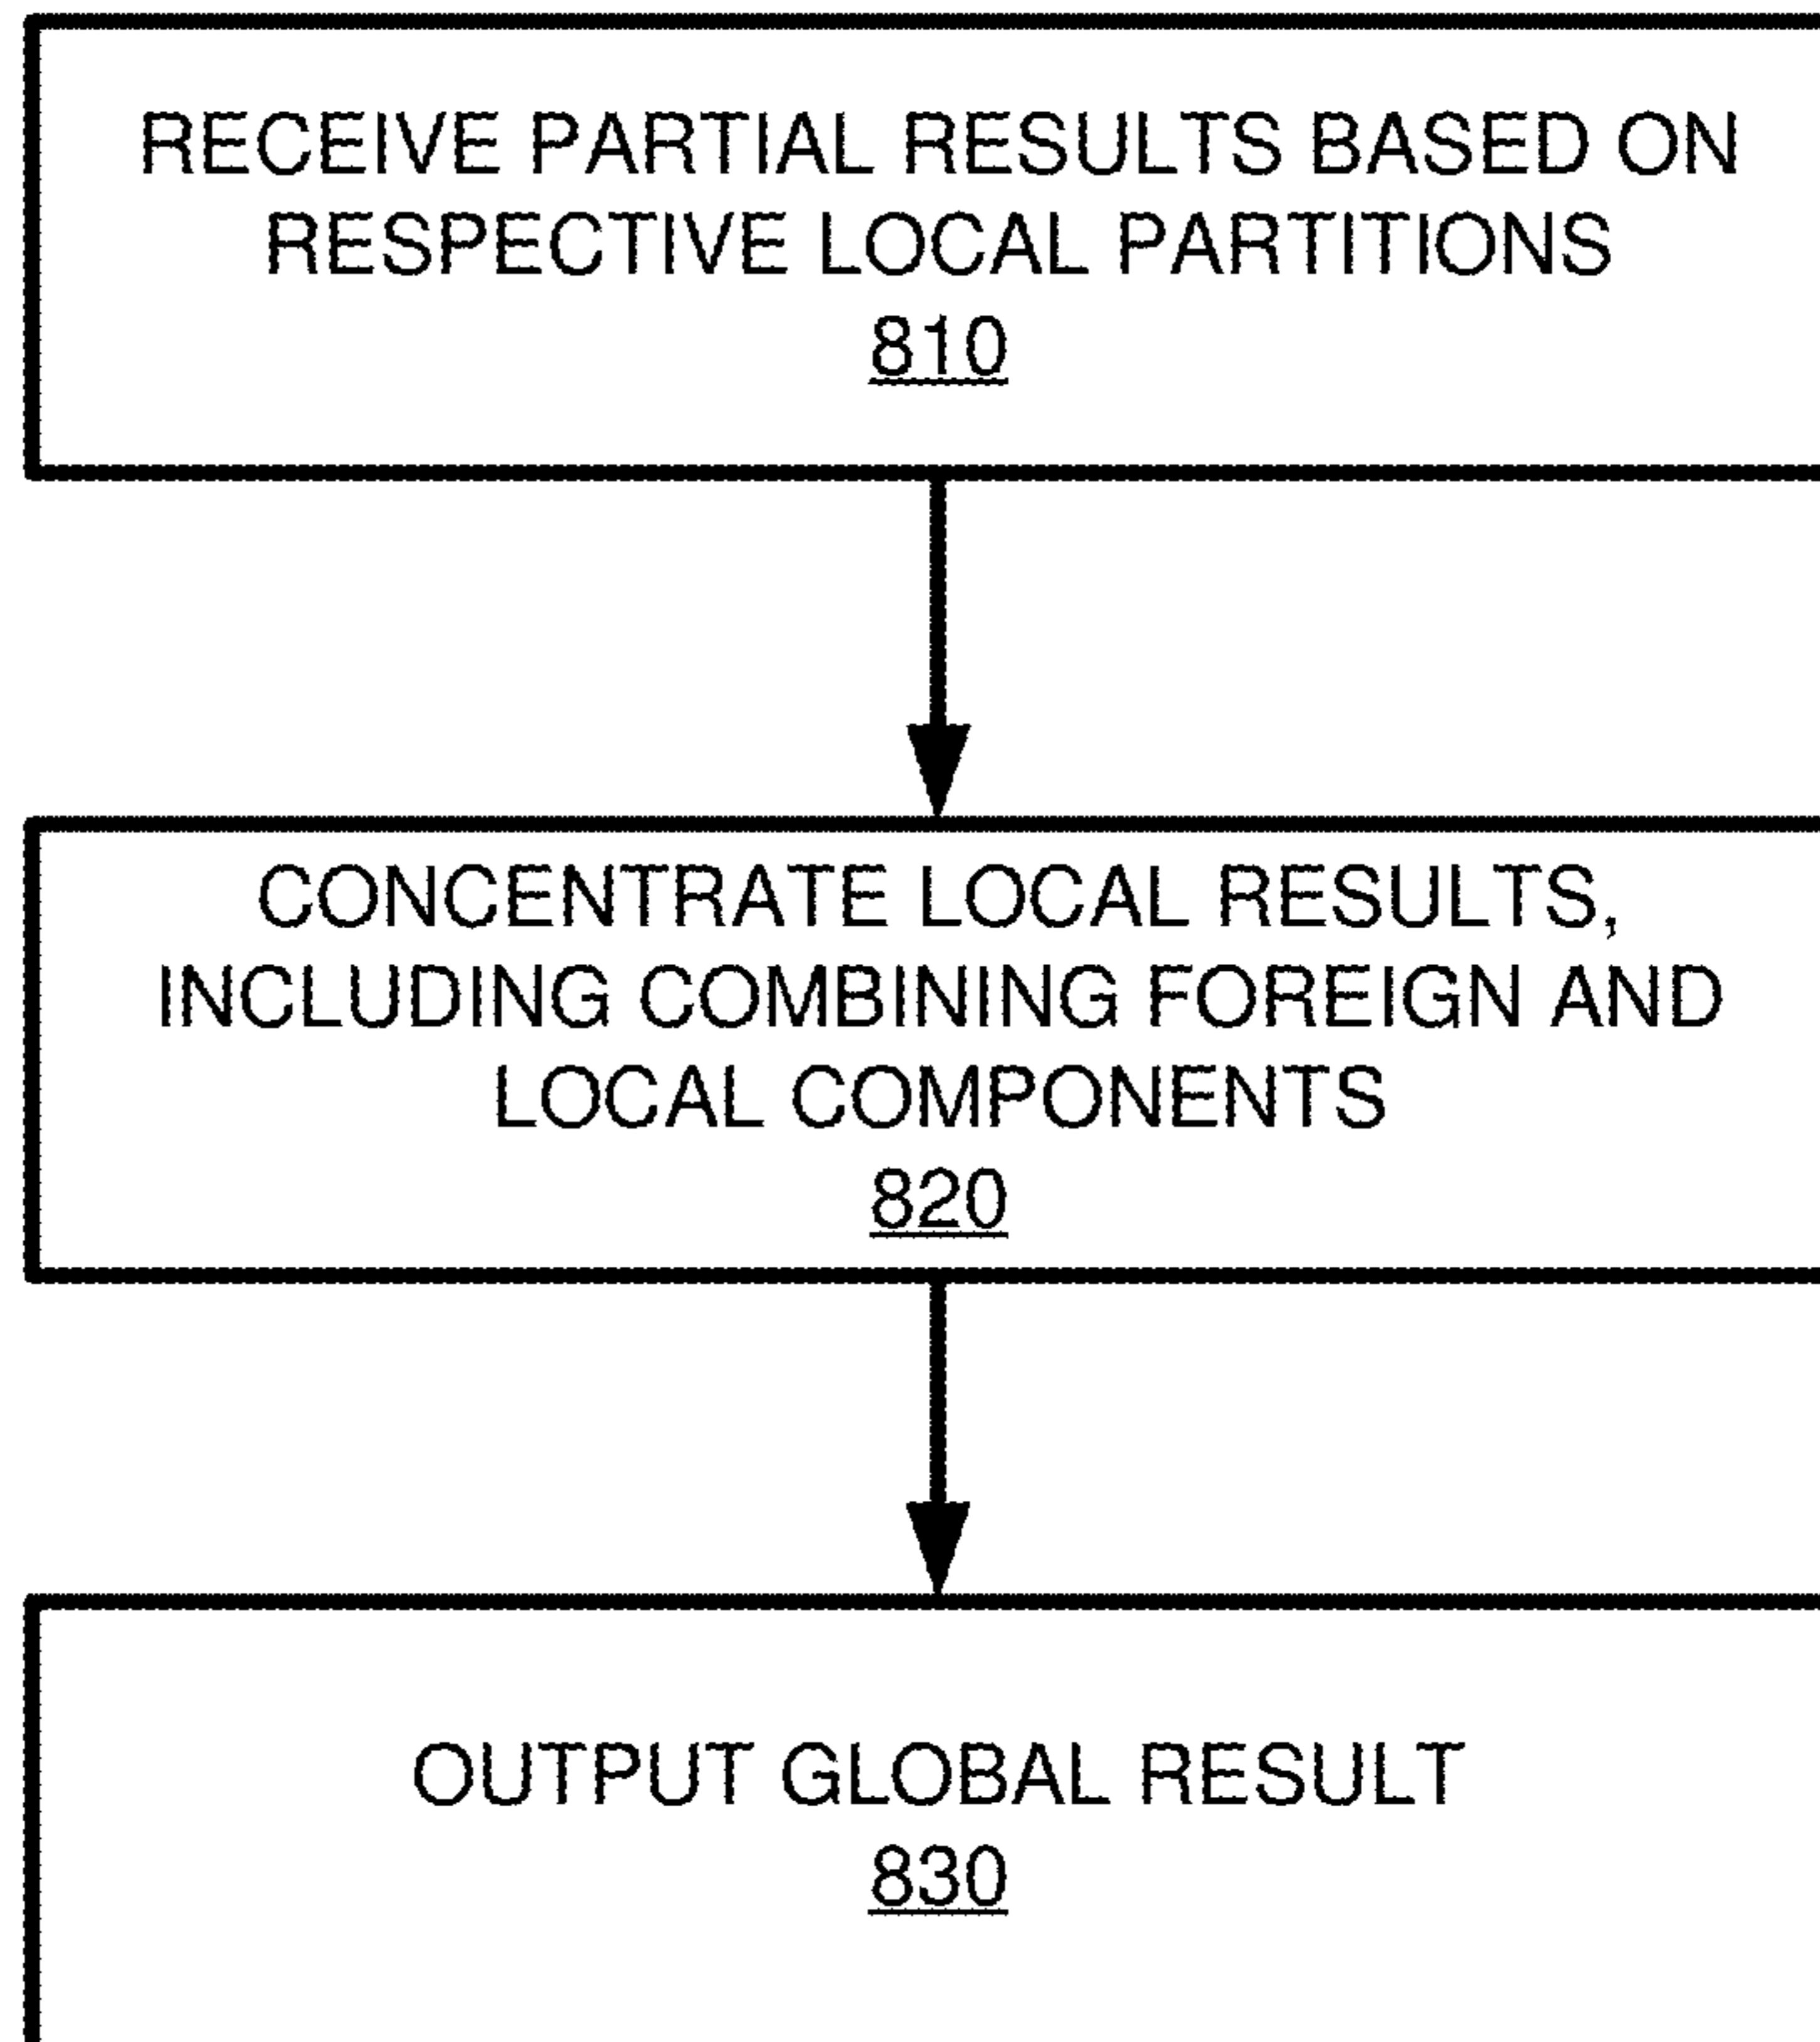 RECEIVE PARTIAL RESULTS BASED ON
RESPECTIVE LOCAL PARTITIONS
810
CONCENTRATE LOCAL RESULTS,
INCLUDING COMBINING FOREIGN AND
LOCAL COMPONENTS
820
OUTPUT GLOBAL RESULT
830